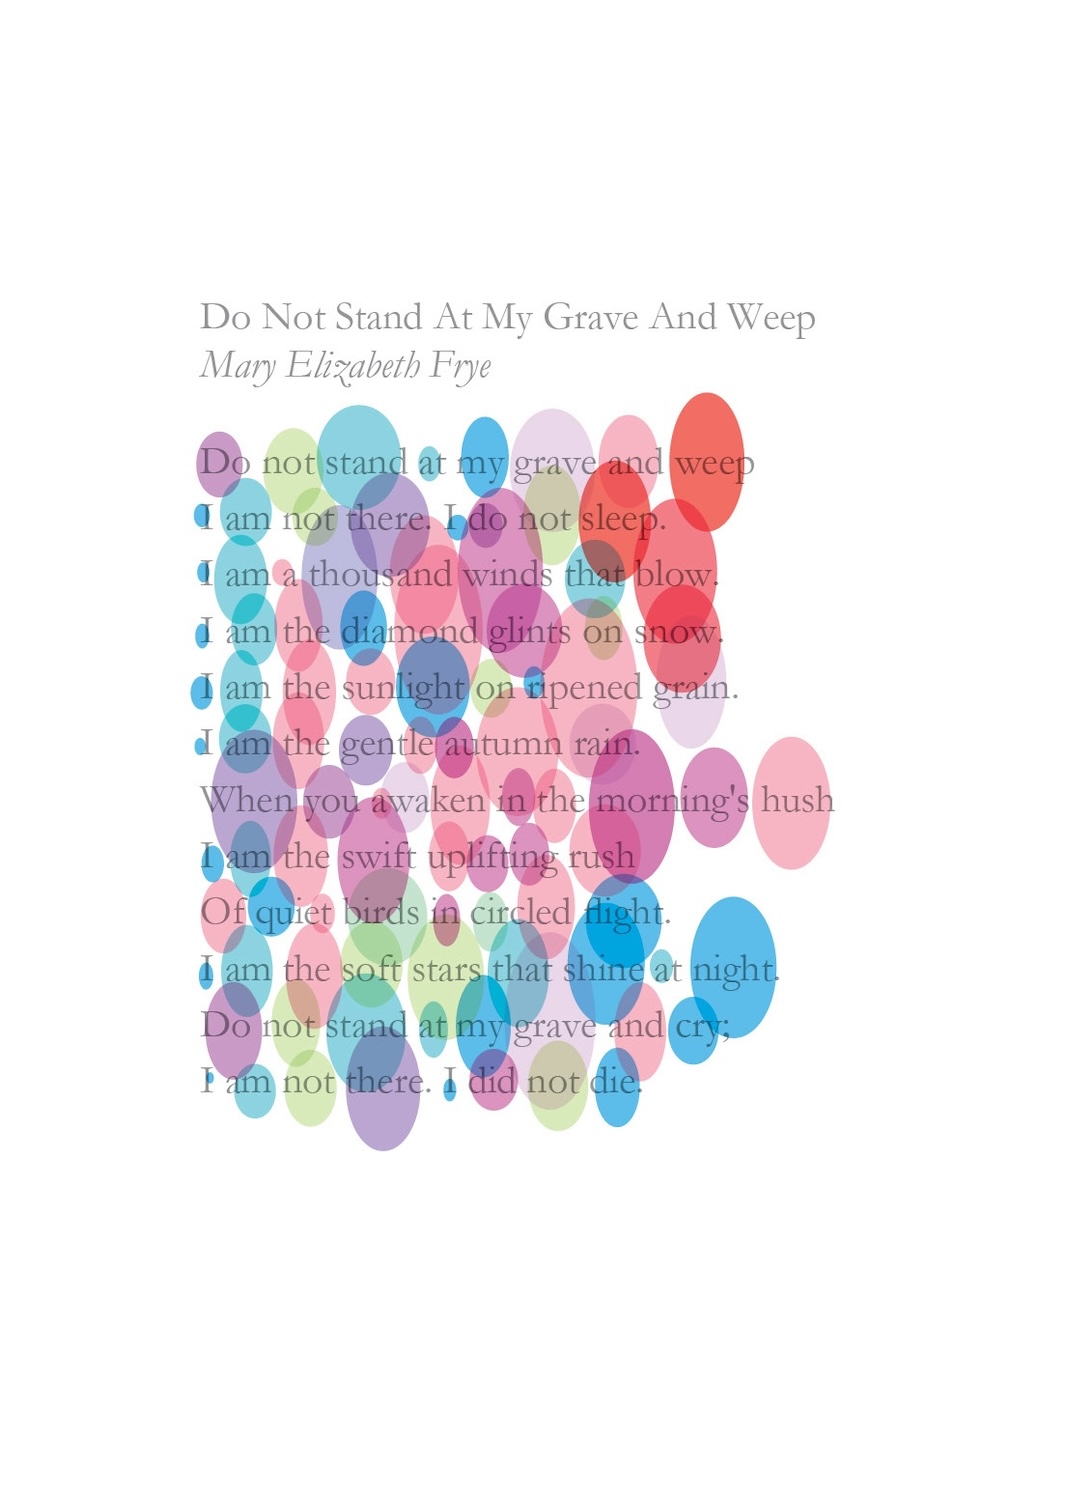 Do Not Stand At My Grave And Weep
Mary Elizabeth Frye
Do not stand at my grave and weep
I am not there. I do not sleep.
I am a thousand winds that blow.
I am the diamond glints on snow.
I am the sunlight on ripened grain.
I am the gentle autumn rain.
When you awaken in the morning's hush
I am the swift uplifting rush
Of quiet birds in circled flight.
I am the soft stars that shine at night.
Do not stand at my grave and cry;
I am not there. I did not die.